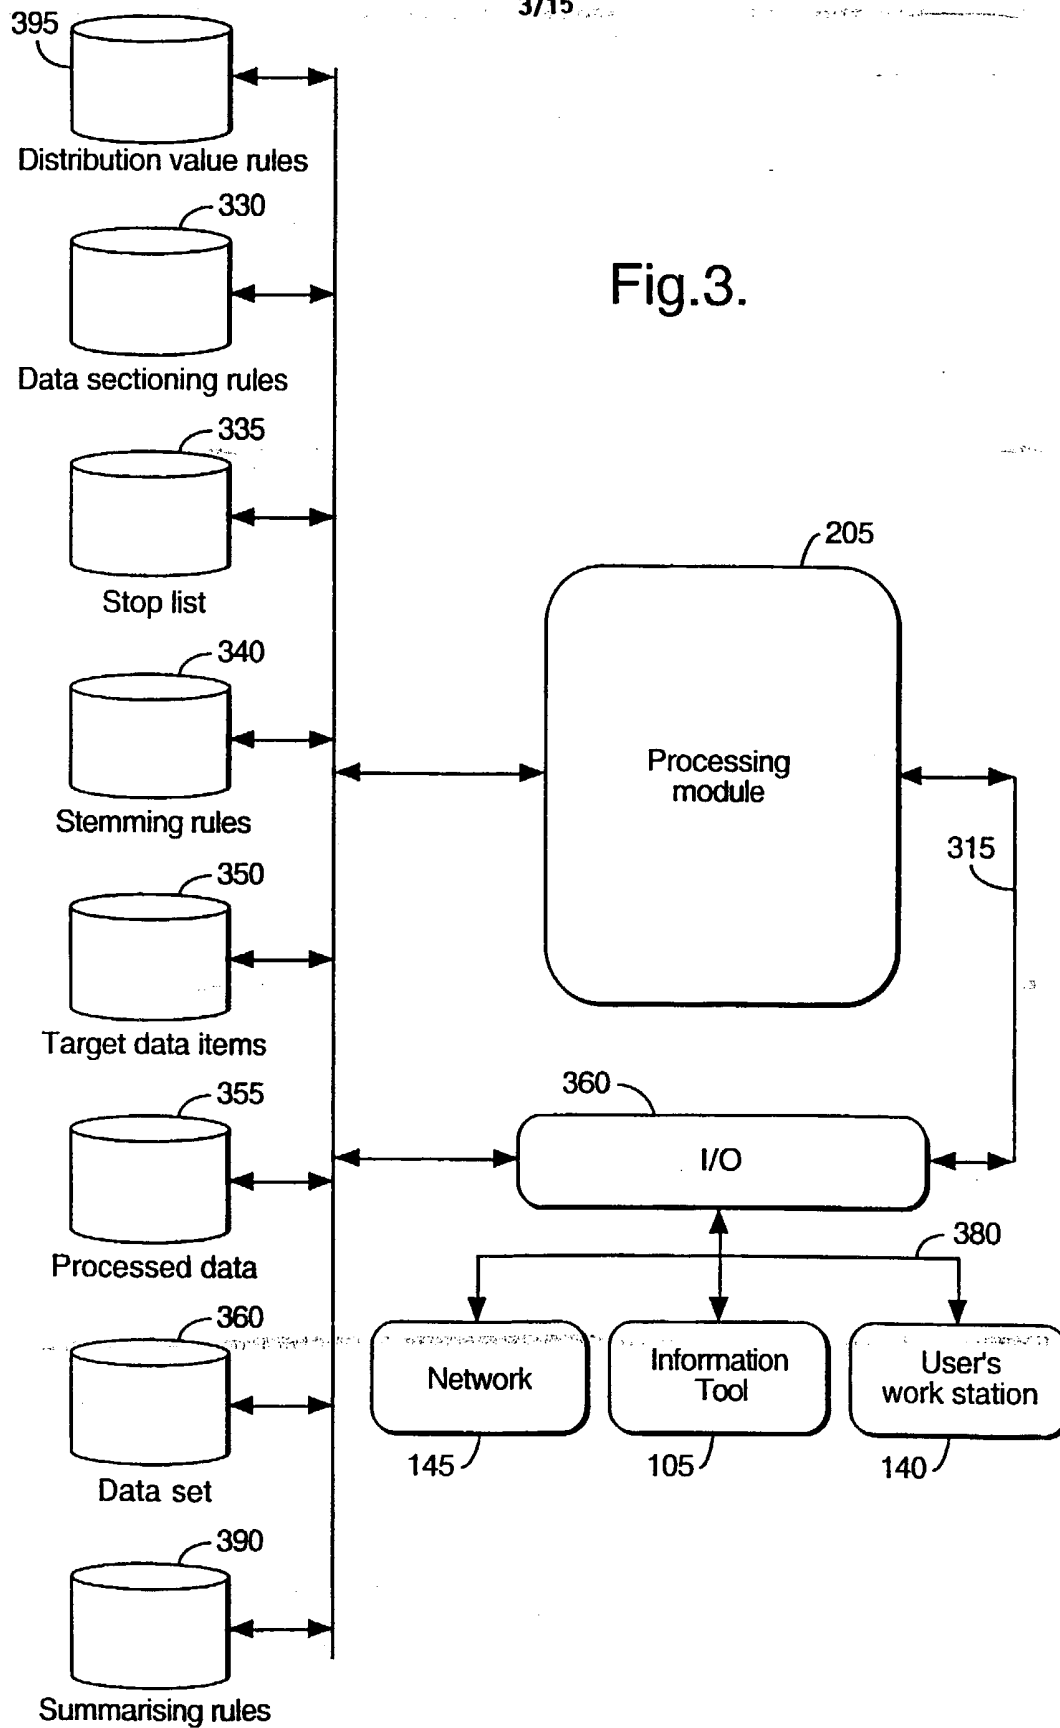 3/15
395
Distribution value rules
330
Fig.3.
Data sectioning rules
335
205
Stop list
340
Processing
module
Stemming rules
315
350
Target data items
360
355
I/O
Processed data
380
360
Network
Information
Tool
User's
work station
145
105
140
Data set
390
Summarising rules